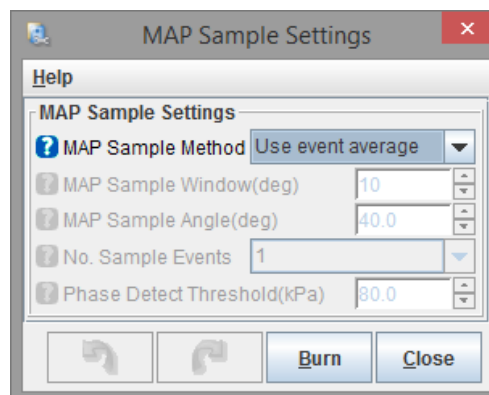 MAP Sample Settings
Help
MAP Sample Settings
MAP Sample Method Use event average
MAP Sample Window(deg) 10
MAP Sample Angle(deg) 40.0
No. Sample Events 1
Phase Detect Threshold(kPa) 80.0
Burn Close